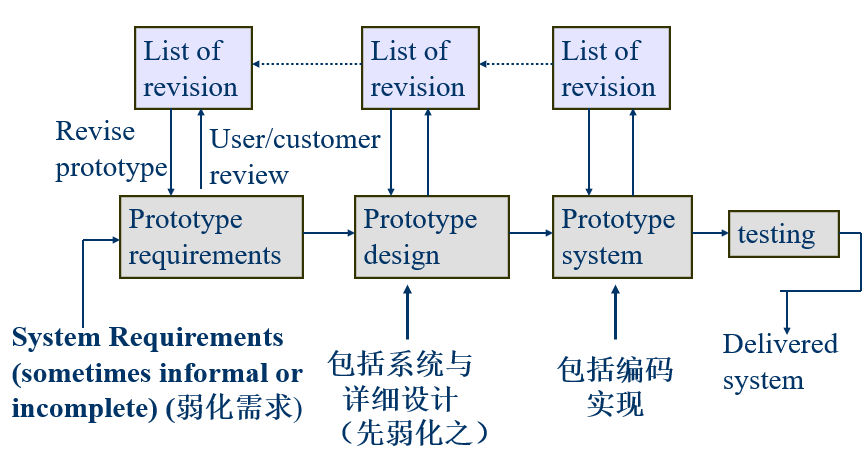 List of
revision
List of
revision
List of
revision
Revise
prototype
User/customer
review
Prototype
requirements
Prototype
design
Prototype
system
testing
System Requirements
(sometimes informal or
incomplete) (弱化需求)
包括系统与
详细设计
（先弱化之）
包括编码
实现
Delivered
system